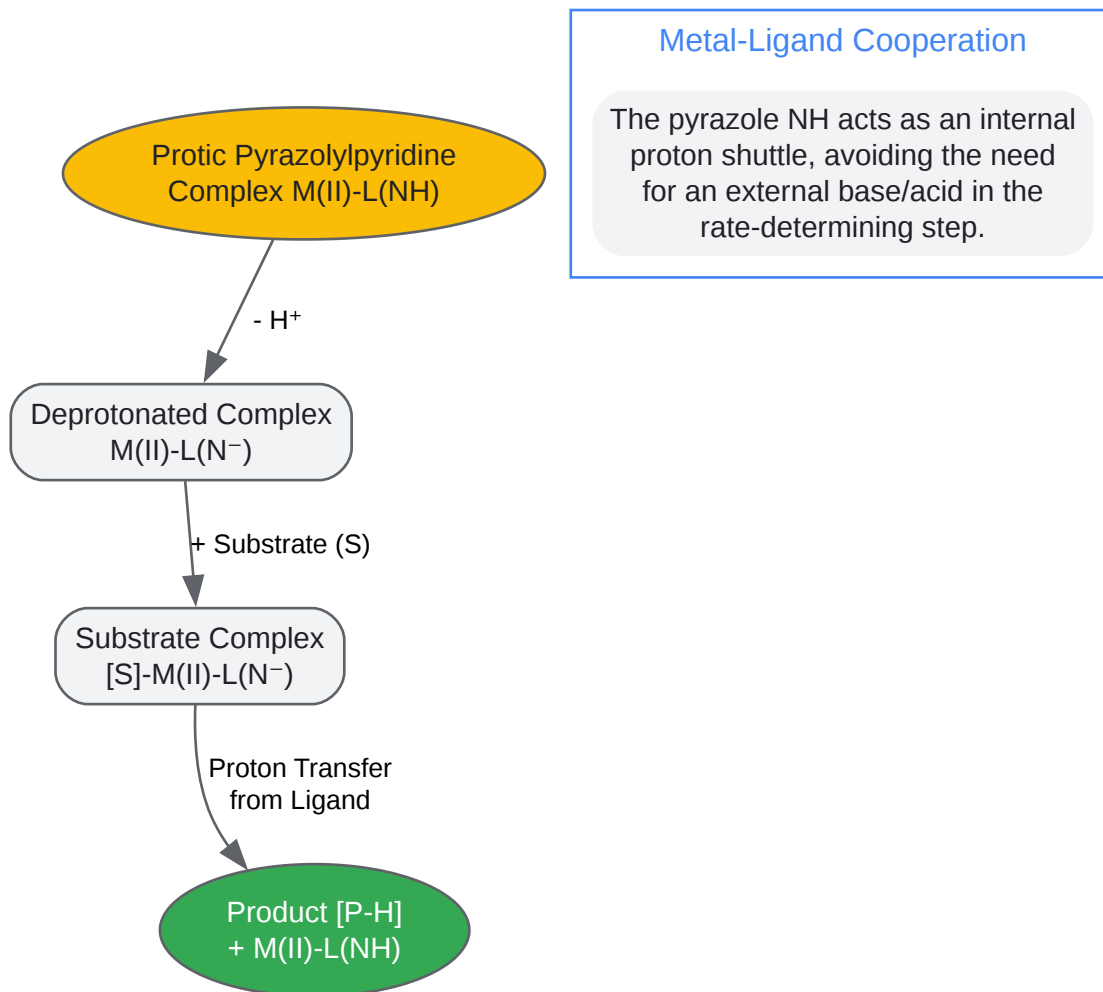 Metal-Ligand Cooperation
The pyrazole NH acts as an internal
proton shuttle, avoiding the need
for an external base/acid in the
rate-determining step.
Protic Pyrazolylpyridine
Complex M(II)-L(NH)
- H⁺
Deprotonated Complex
M(II)-L(N⁻)
+ Substrate (S)
Substrate Complex
[S]-M(II)-L(N⁻)
Proton Transfer
from Ligand
Product [P-H]
+ M(II)-L(NH)